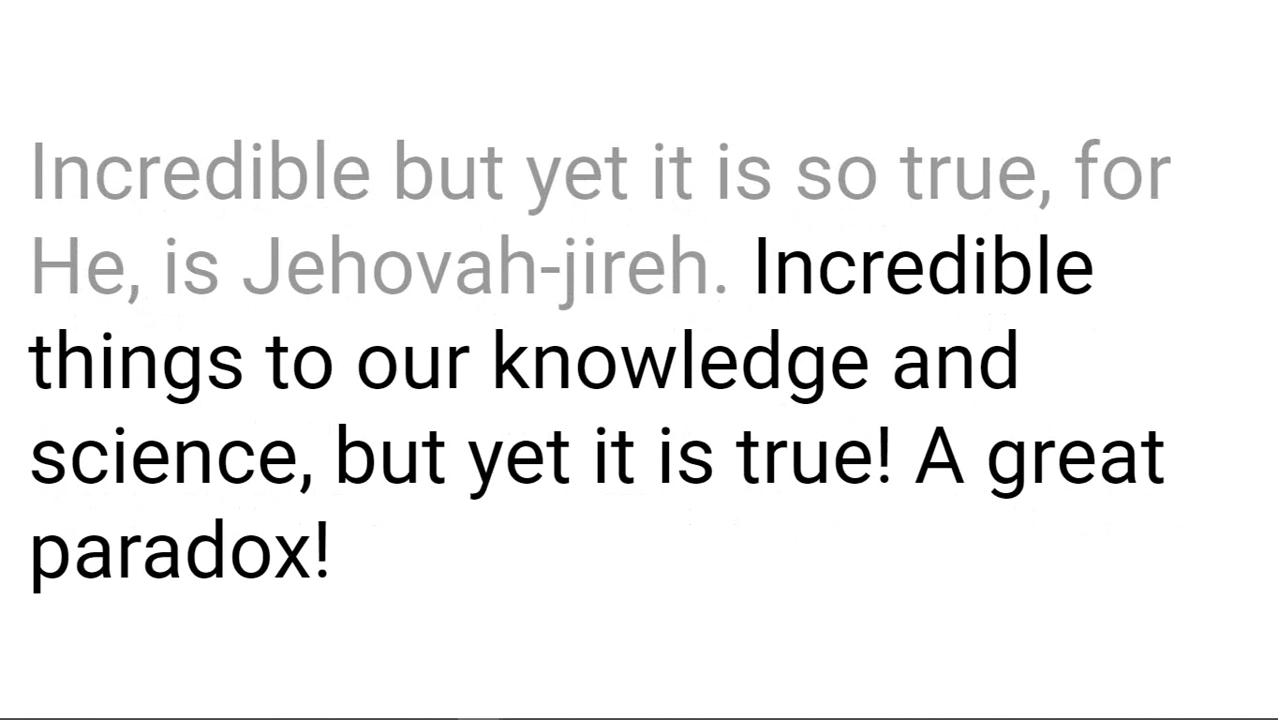 Incredible but yet it is so true, for
He, is Jehovah-jireh. Incredible
things to our knowledge and
science, but yet it is true! A great
paradox!